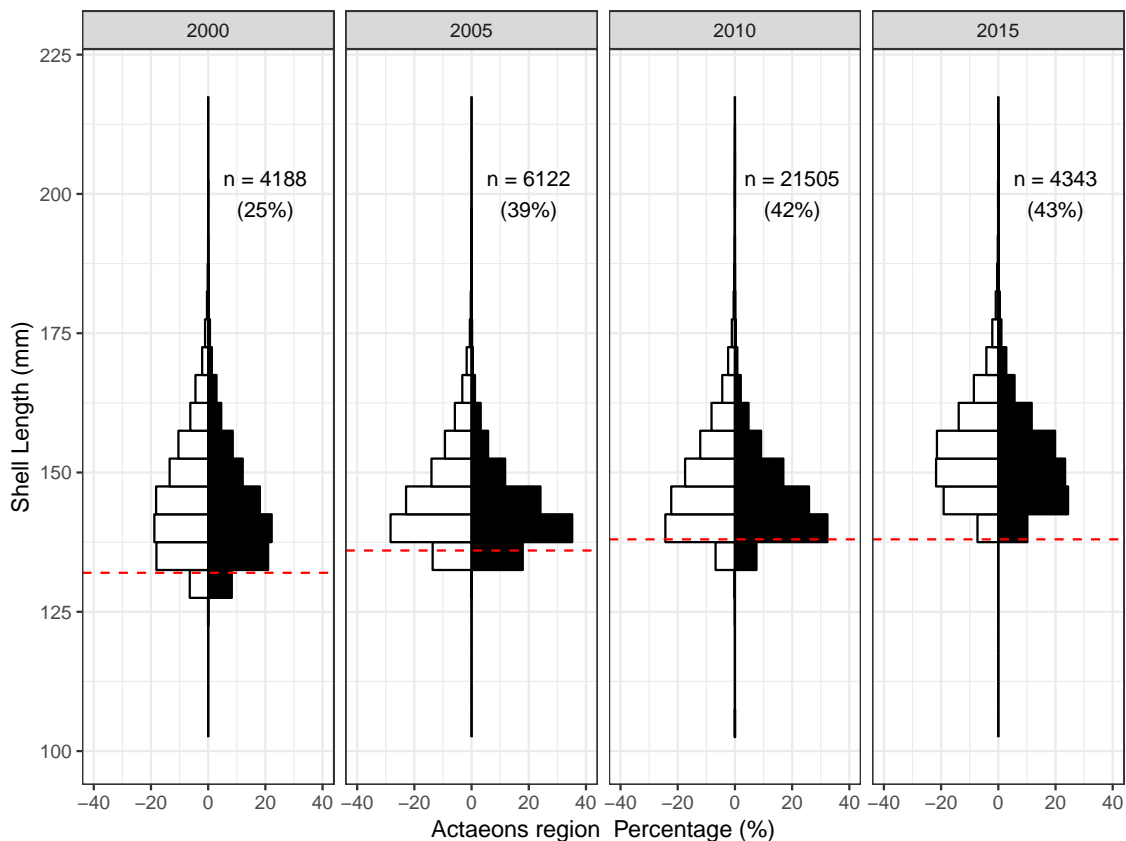 2000 2005 2010 2015
225
200
175
150
125
100
Shell Length (mm)
n = 4188
(25%)
n = 6122
(39%)
n = 21505
(42%)
n = 4343
(43%)
−40 −20 0 20 40 −40 −20 0 20 40 −40 −20 0 20 40 −40 −20 0 20 40
Actaeons region Percentage (%)